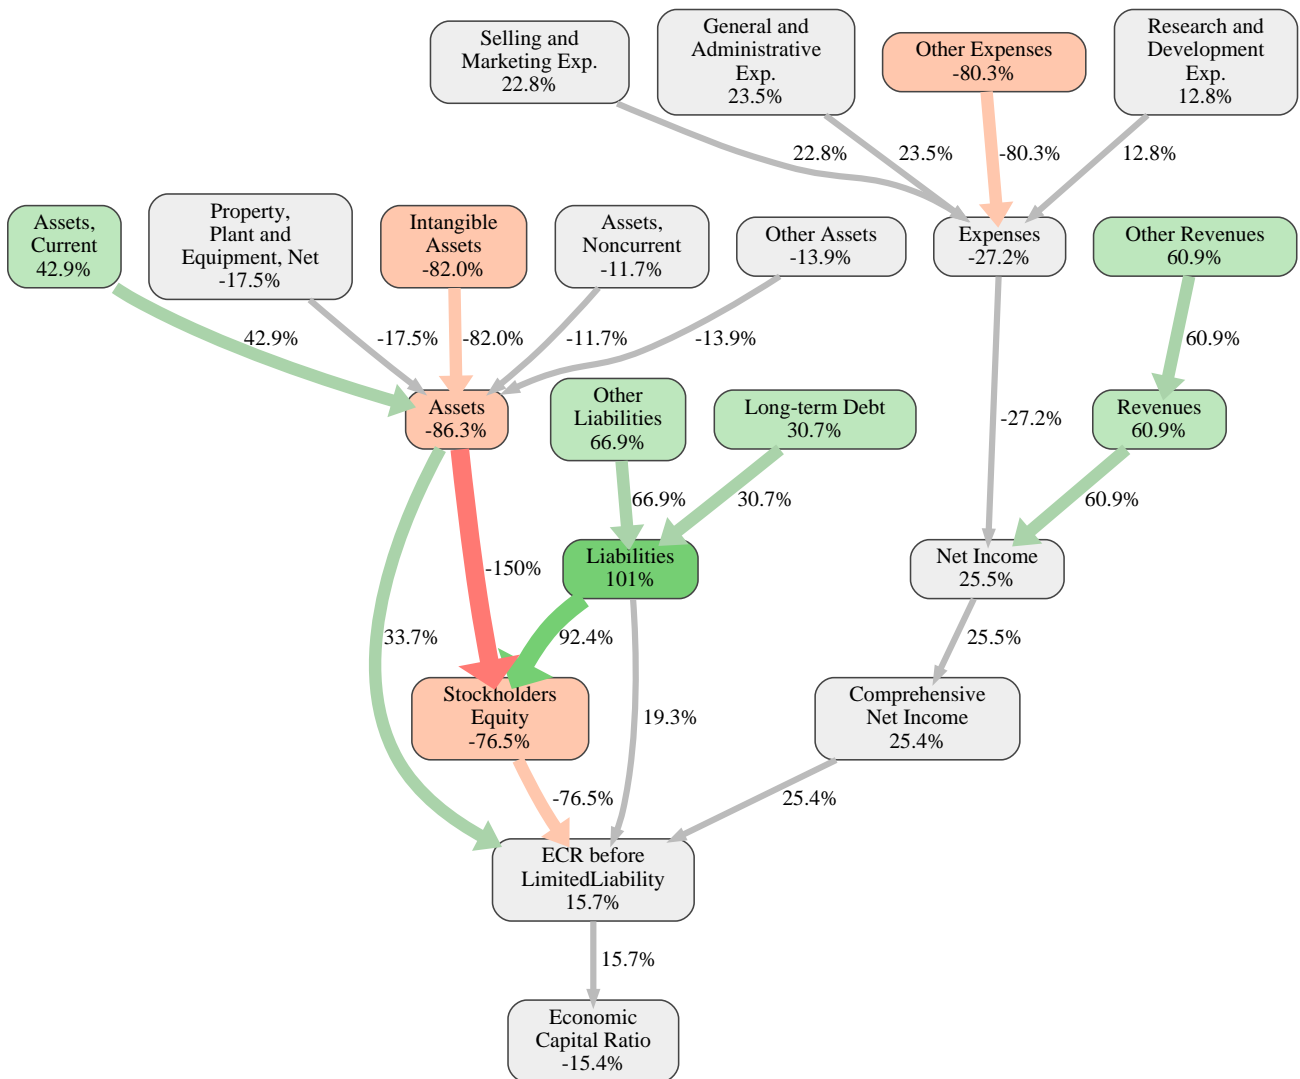 Selling and
Marketing Exp.
22.8%
General and
Administrative
Exp.
23.5%
Other Expenses
-80.3%
Research and
Development
Exp.
12.8%
22.8%
23.5%
-80.3%
12.8%
Assets,
Current
42.9%
Property,
Plant and
Equipment, Net
-17.5%
Intangible
Assets
-82.0%
Assets,
Noncurrent
-11.7%
Other Assets
-13.9%
Expenses
-27.2%
Other Revenues
60.9%
42.9%
-17.5%
-82.0%
-11.7%
-13.9%
60.9%
Assets
-86.3%
Other
Liabilities
66.9%
Long-term Debt
30.7%
-27.2%
Revenues
60.9%
66.9%
30.7%
60.9%
-150%
Liabilities
101%
Net Income
25.5%
33.7%
92.4%
25.5%
Stockholders
Equity
-76.5%
19.3%
Comprehensive
Net Income
25.4%
-76.5%
25.4%
ECR before
LimitedLiability
15.7%
15.7%
Economic
Capital Ratio
-15.4%